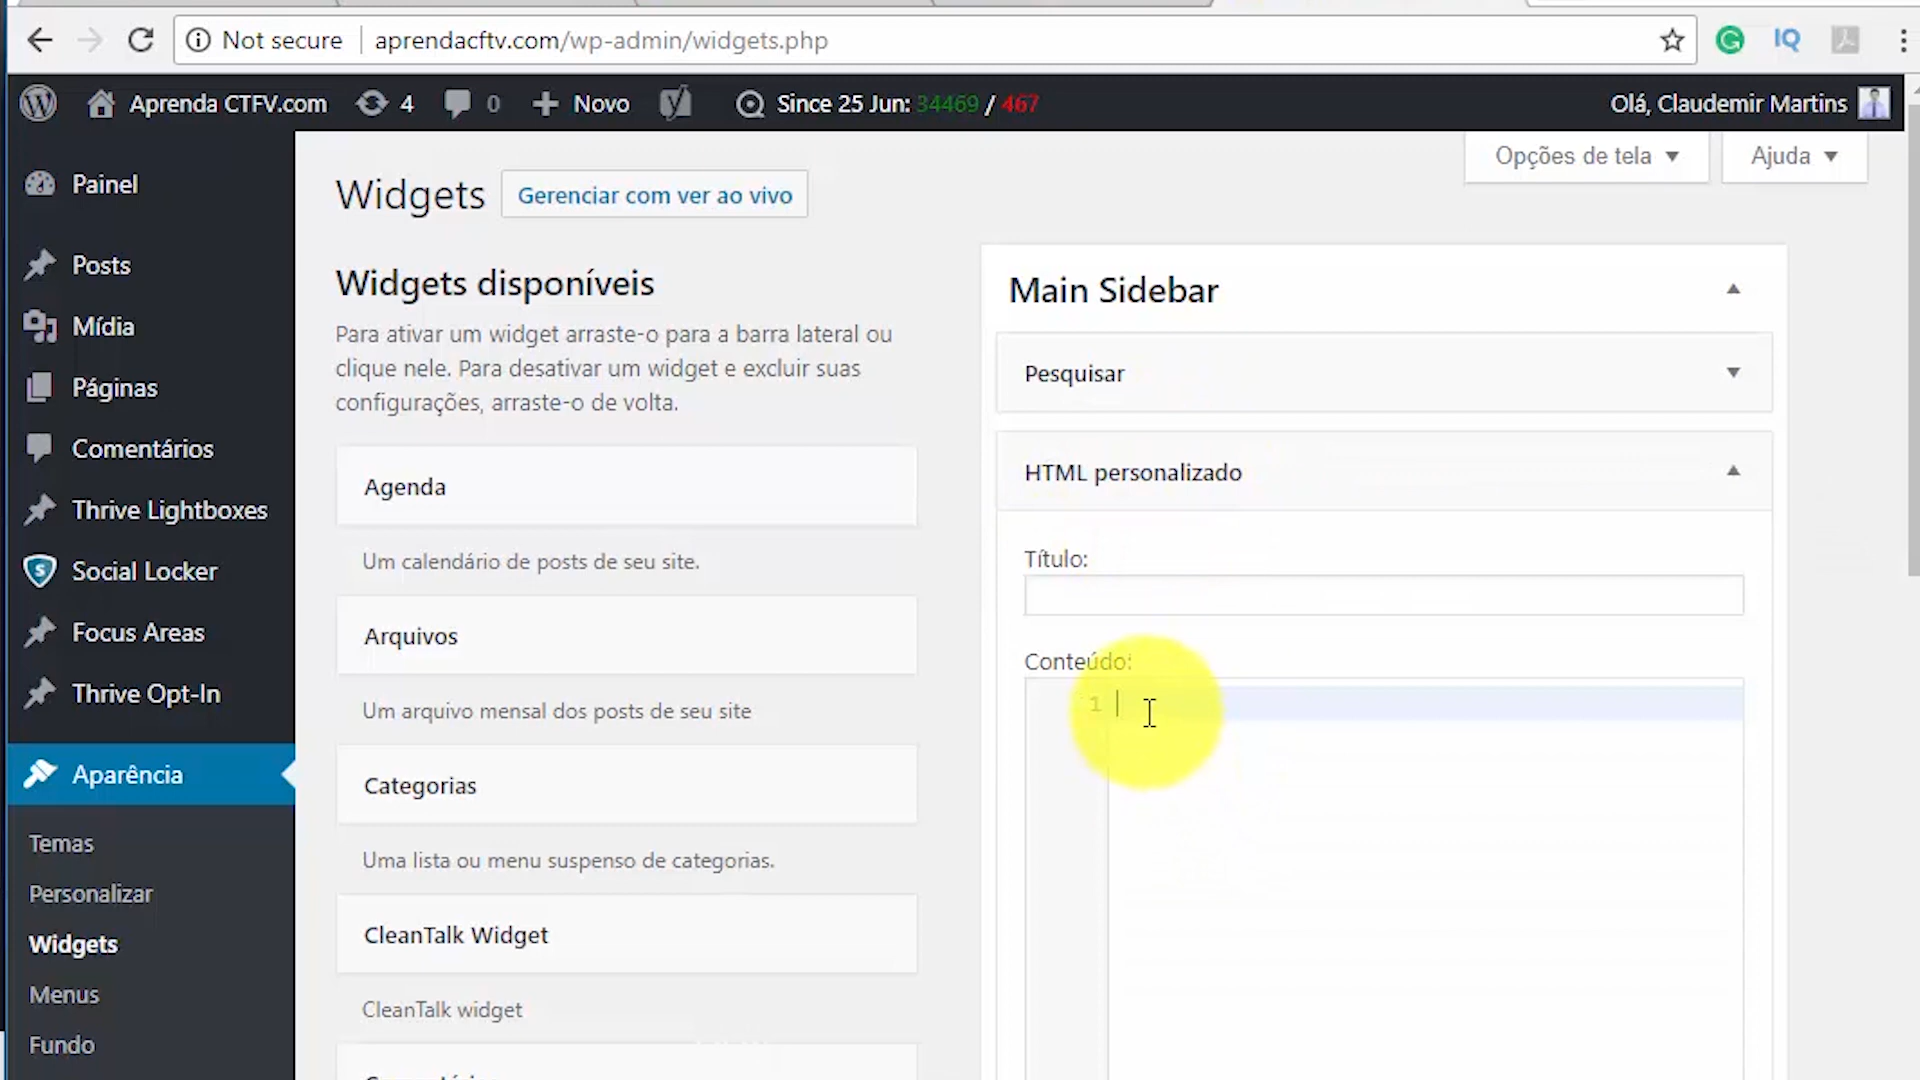 Not secure aprendacftv.com/wp-admin/widgets.php
IQ
Aprenda CTFV.com 4 0 Novo Since 25 Jun: 34469 / 467 Olá, Claudemir Martins
Opções de tela Ajuda
Painel
Posts
Mídia
Páginas
Comentários
Thrive Lightboxes
Social Locker
Focus Areas
Thrive Opt-In
Aparência
Temas
Personalizar
Widgets
Menus
Fundo
Widgets Gerenciar com ver ao vivo
Widgets disponíveis
Para ativar um widget arraste-o para a barra lateral ou
clique nele. Para desativar um widget e excluir suas
configurações, arraste-o de volta.
Agenda
Um calendário de posts de seu site.
Arquivos
Um arquivo mensal dos posts de seu site
Categorias
Uma lista ou menu suspenso de categorias.
CleanTalk Widget
CleanTalk widget
Main Sidebar
Pesquisar
HTML personalizado
Título:
Conteúdo:
1